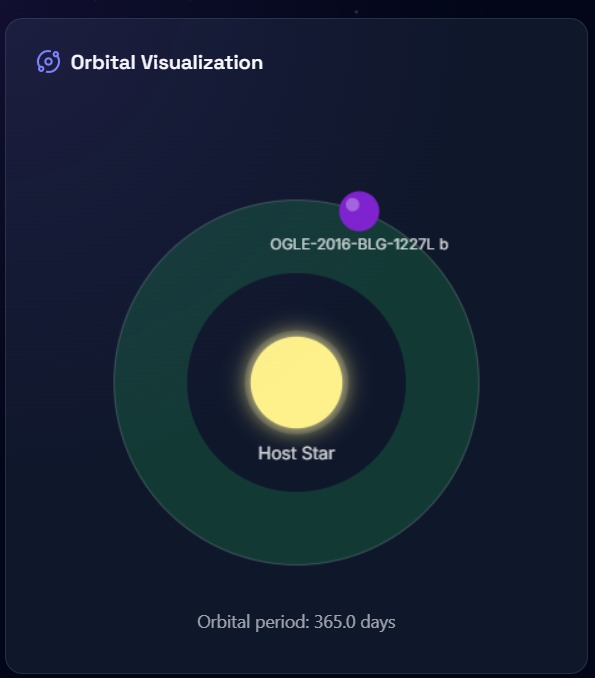 Orbital Visualization
OGLE-2016-BLG-1227L b
Host Star
Orbital period: 365.0 days